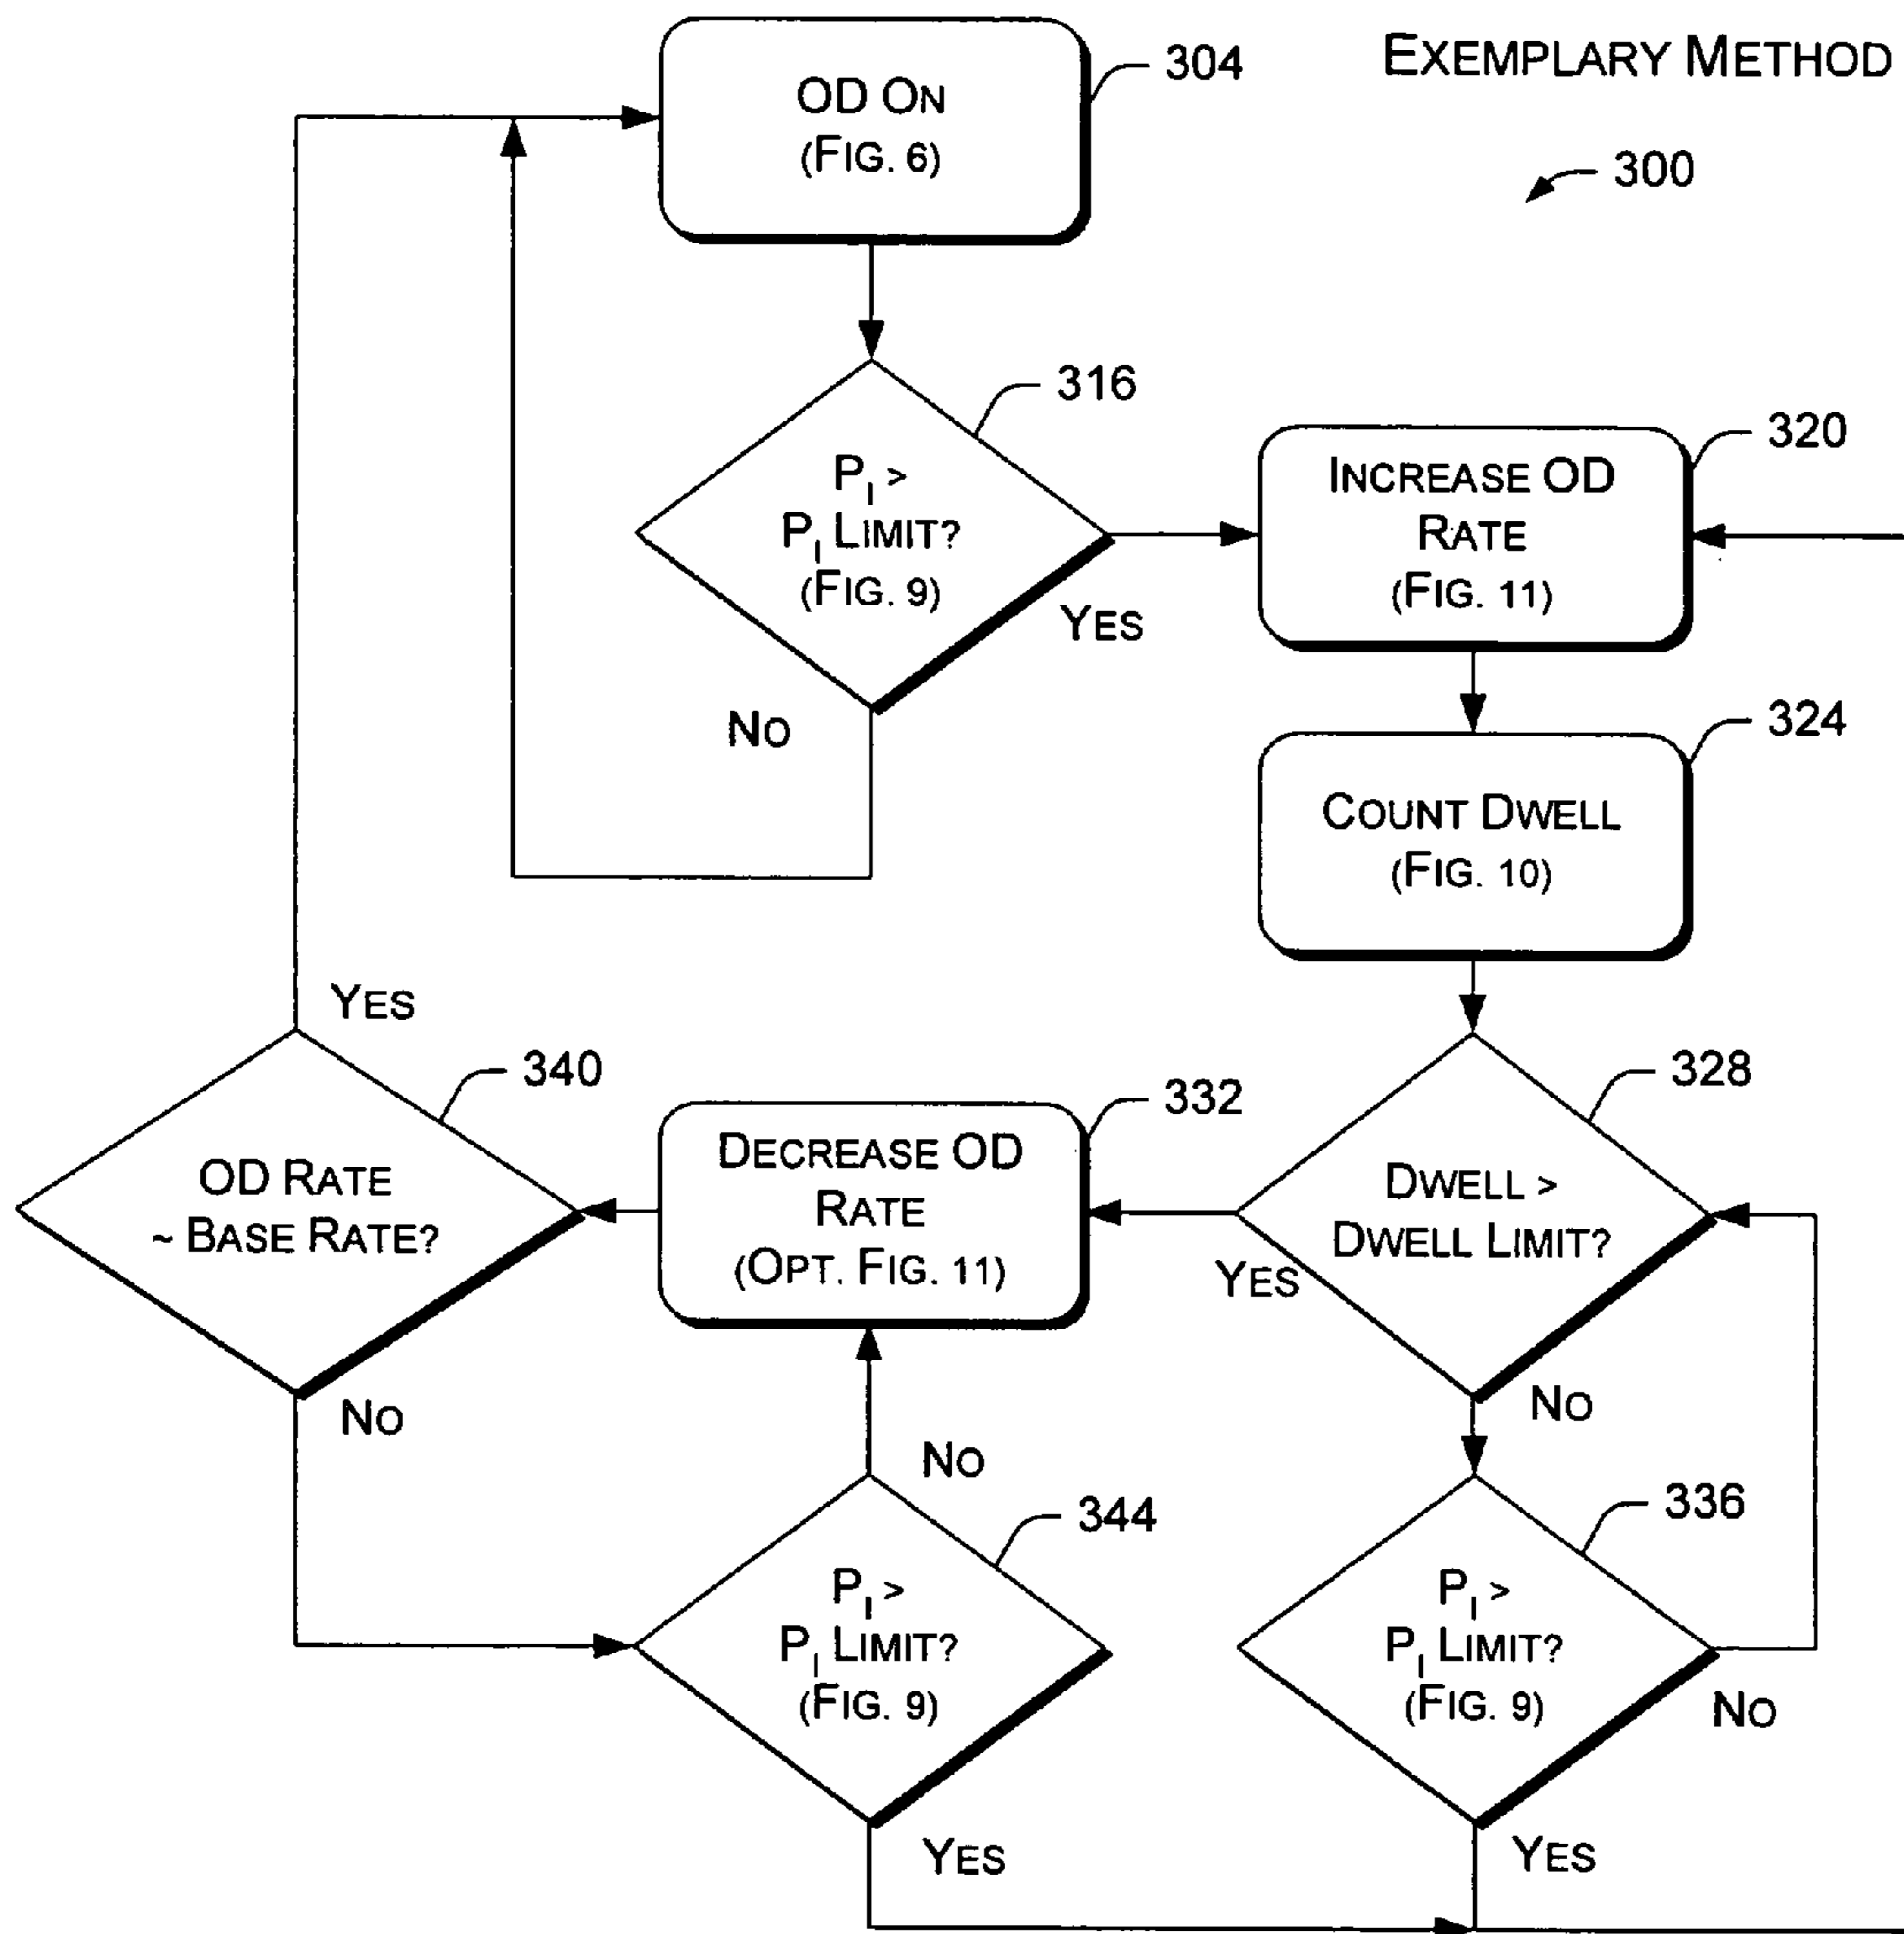 EXEMPLARY METHOD
300
OD ON
(FIG. 6)
304
P_I >
P_I LIMIT?
(FIG. 9)
316
YES
NO
INCREASE OD
RATE
(FIG. 11)
320
COUNT DWELL
(FIG. 10)
324
DWELL >
DWELL LIMIT?
328
YES
NO
DECREASE OD
RATE
(OPT. FIG. 11)
332
OD RATE
~ BASE RATE?
340
YES
NO
P_I >
P_I LIMIT?
(FIG. 9)
344
NO
YES
P_I >
P_I LIMIT?
(FIG. 9)
336
NO
YES